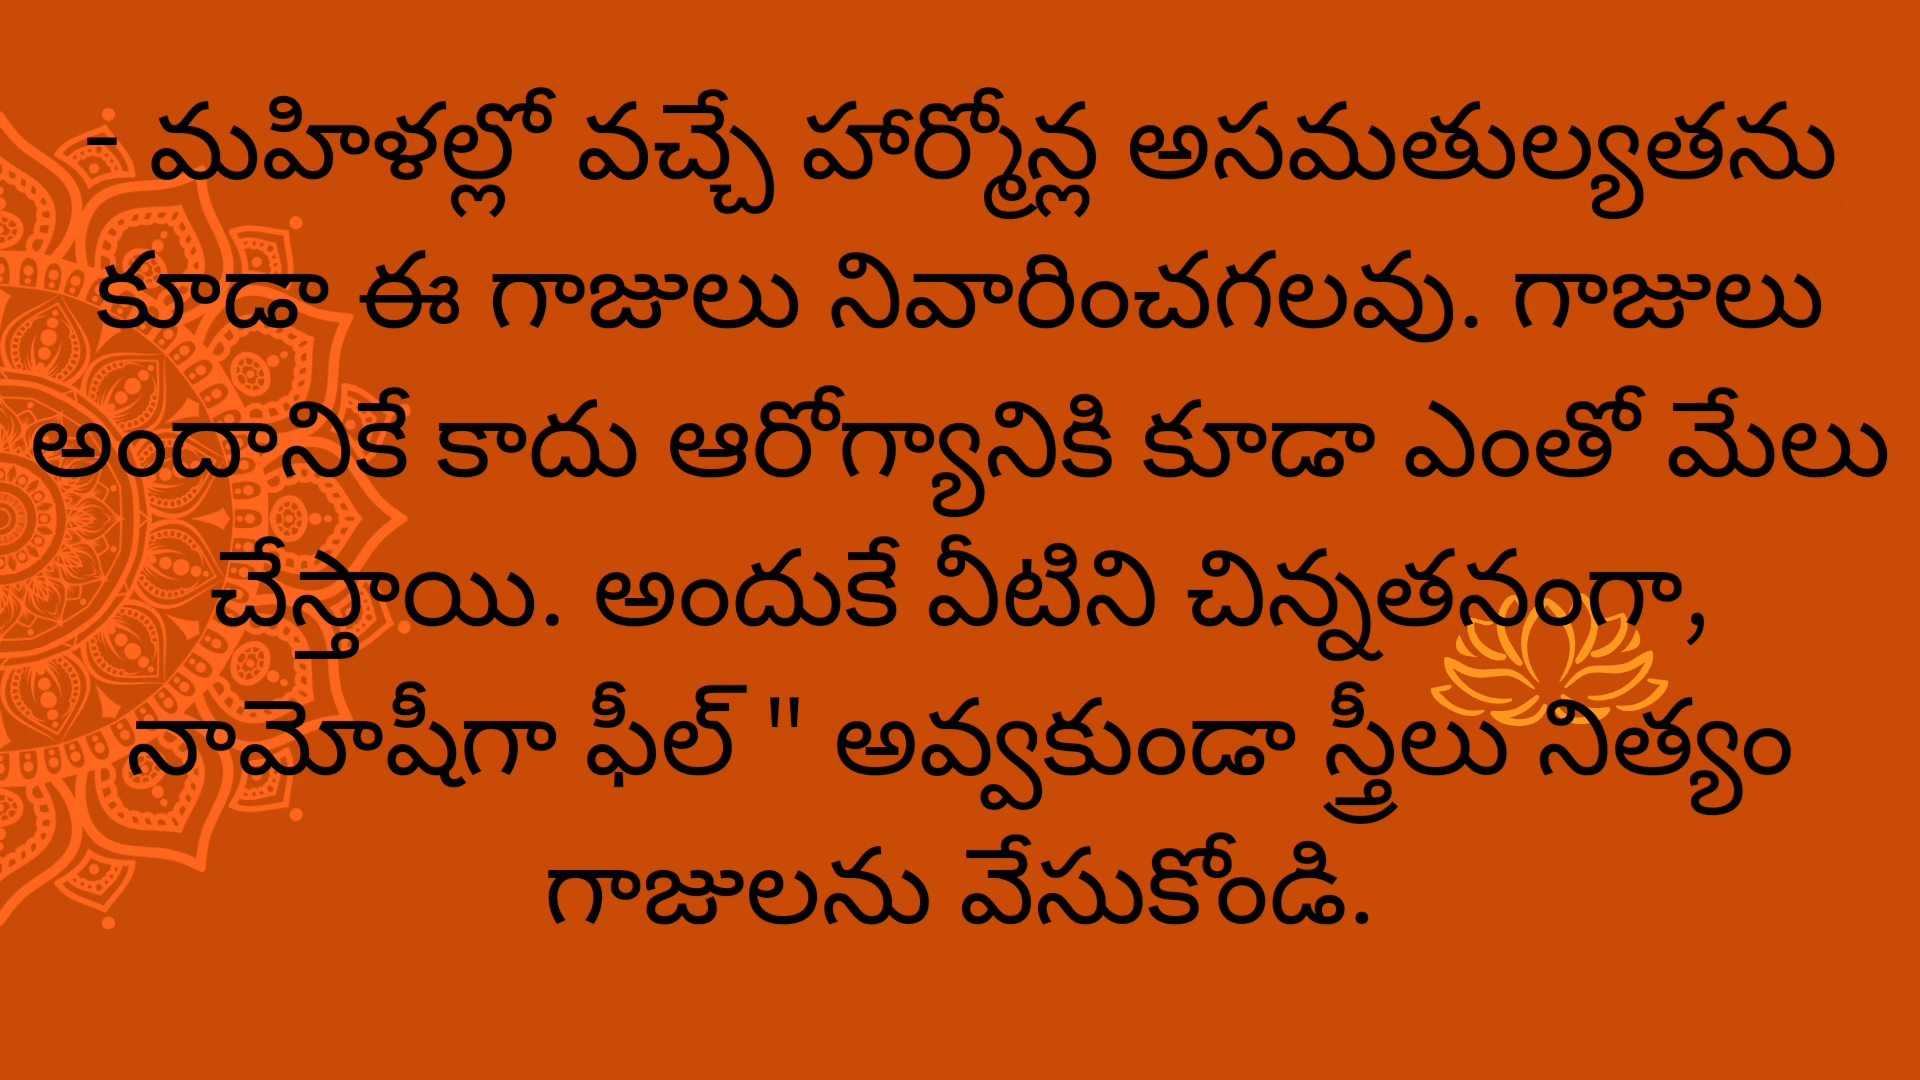 - మహిళల్లో వచ్చే హార్మోన్ల అసమతుల్యతను
కూడా ఈ గాజులు నివారించగలవు. గాజులు
అందానికే కాదు ఆరోగ్యానికి కూడా ఎంతో మేలు
చేస్తాయి. అందుకే వీటిని చిన్నతనంగా,
నామోషీగా ఫీల్ " అవ్వకుండా స్త్రీలు నిత్యం
గాజులను వేసుకోండి.